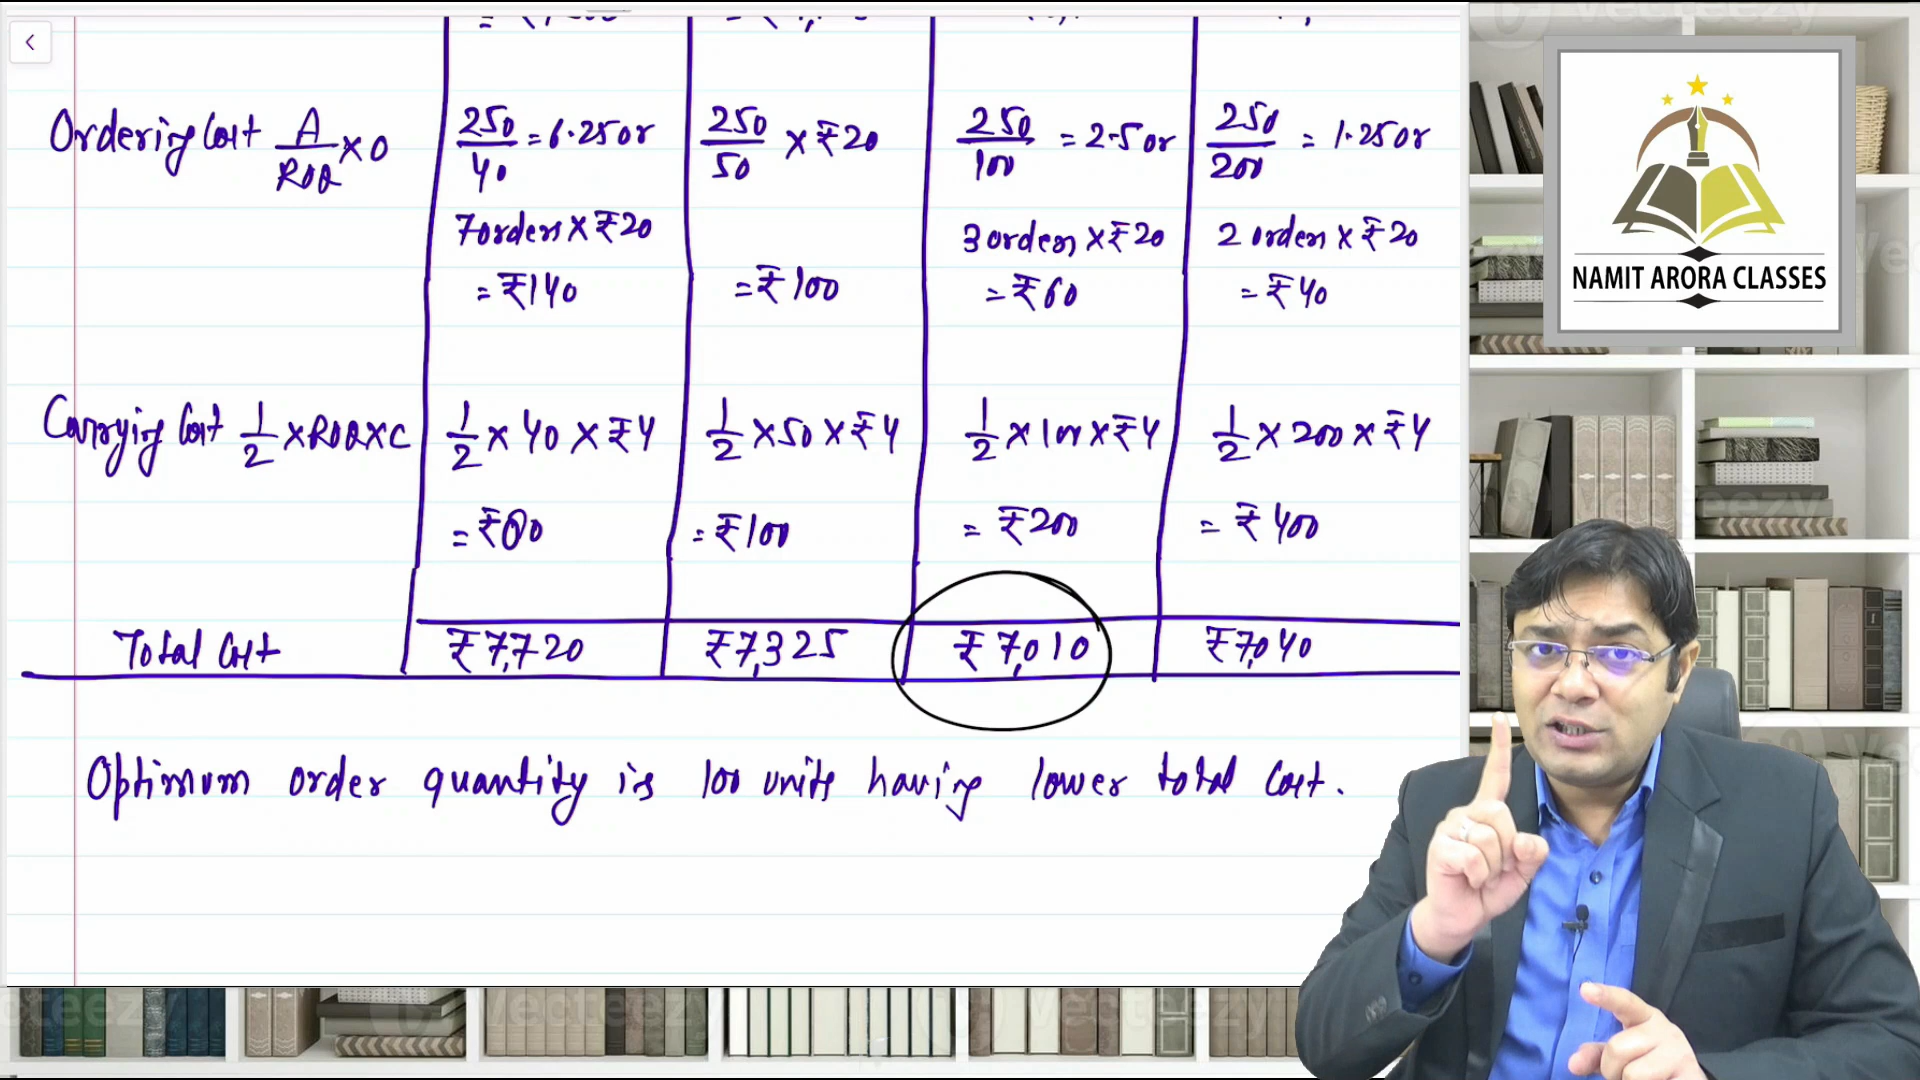 Ordering Cost A/ROQ × O
250/40 = 6.25 or
7 orders × ₹20
= ₹140
250/50 × ₹20
= ₹100
250/100 = 2.5 or
3 orders × ₹20
= ₹60
250/200 = 1.25 or
2 orders × ₹20
= ₹40
Carrying Cost 1/2 × ROQ × C
1/2 × 40 × ₹4
= ₹80
1/2 × 50 × ₹4
= ₹100
1/2 × 100 × ₹4
= ₹200
1/2 × 200 × ₹4
= ₹400
Total Cost ₹7,720 ₹7,325 ₹7,010 ₹7,040
Optimum order quantity is 100 units having lower total cost.
NAMIT ARORA CLASSES
vecteezy